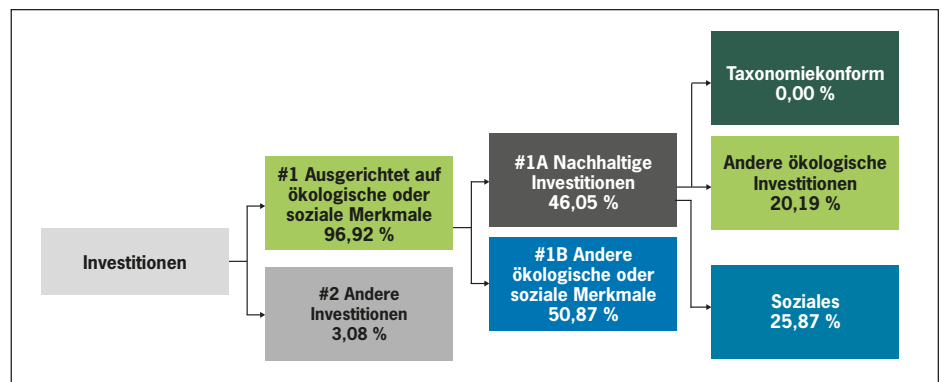 Investitionen
#1 Ausgerichtet auf
ökologische oder
soziale Merkmale
96,92 %
#2 Andere
Investitionen
3,08 %
#1A Nachhaltige
Investitionen
46,05 %
#1B Andere
ökologische oder
soziale Merkmale
50,87 %
Taxonomiekonform
0,00 %
Andere ökologische
Investitionen
20,19 %
Soziales
25,87 %